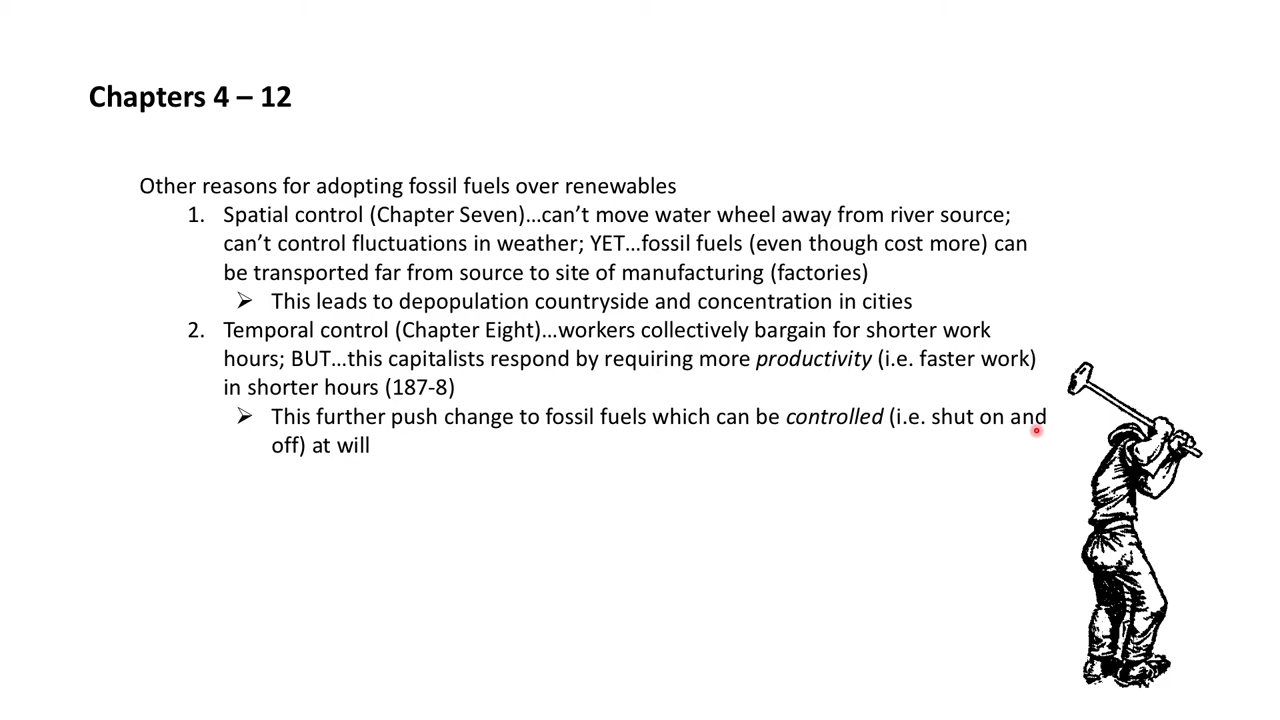 Chapters 4 – 12
Other reasons for adopting fossil fuels over renewables
1. Spatial control (Chapter Seven)…can’t move water wheel away from river source;
can’t control fluctuations in weather; YET…fossil fuels (even though cost more) can
be transported far from source to site of manufacturing (factories)
➢ This leads to depopulation countryside and concentration in cities
2. Temporal control (Chapter Eight)…workers collectively bargain for shorter work
hours; BUT…this capitalists respond by requiring more productivity (i.e. faster work)
in shorter hours (187-8)
➢ This further push change to fossil fuels which can be controlled (i.e. shut on and
off) at will